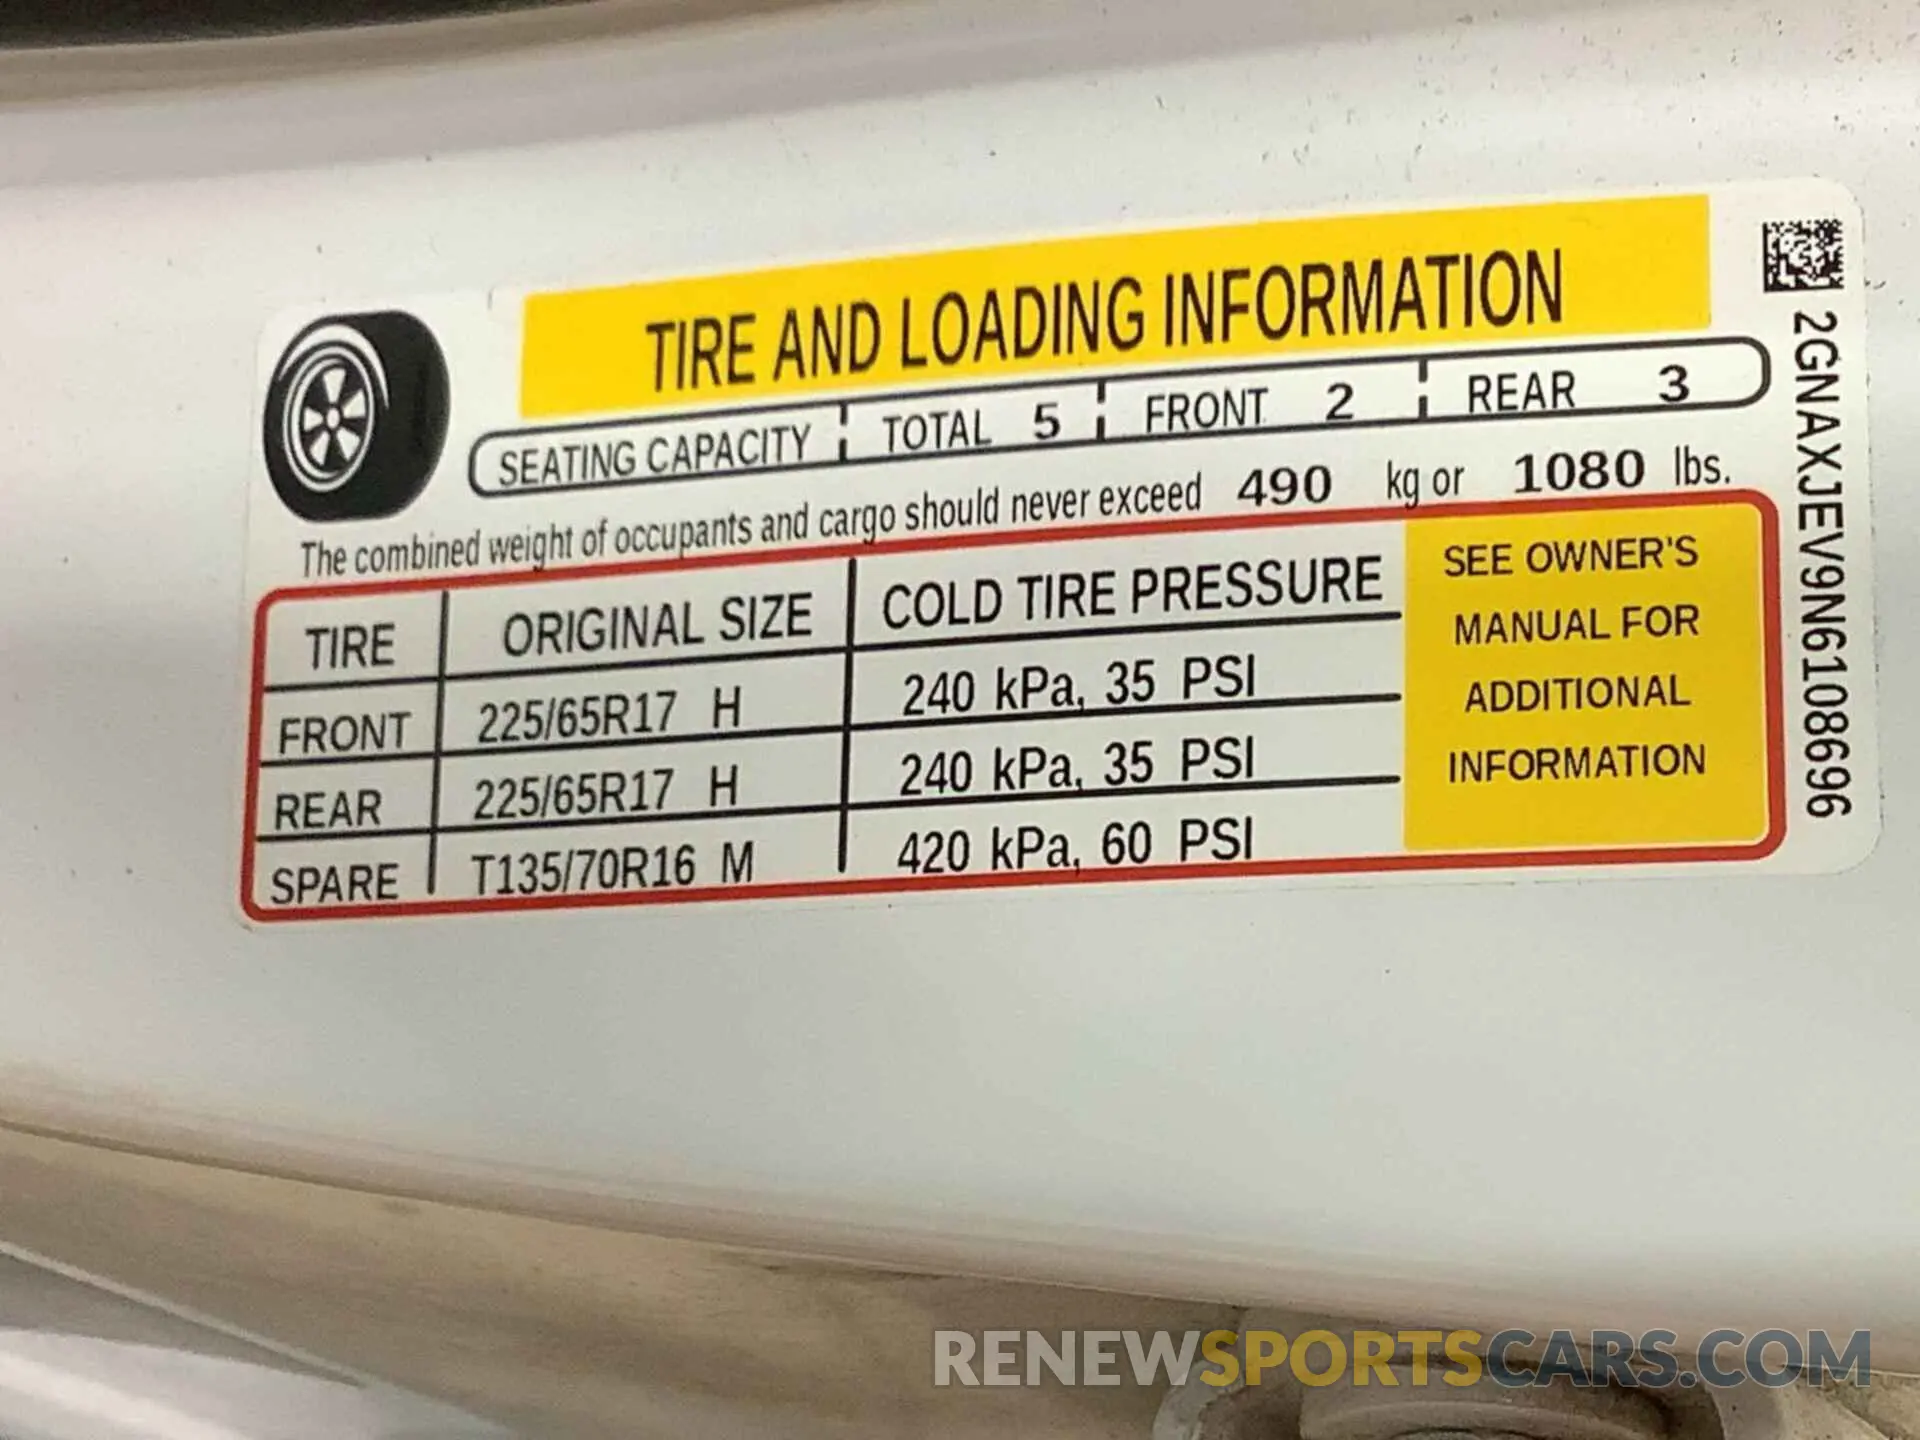 TIRE AND LOADING INFORMATION
SEATING CAPACITY TOTAL 5 FRONT 2 REAR 3
The combined weight of occupants and cargo should never exceed 490 kg or 1080 lbs.
TIRE ORIGINAL SIZE COLD TIRE PRESSURE
FRONT 225/65R17 H 240 kPa, 35 PSI
REAR 225/65R17 H 240 kPa, 35 PSI
SPARE T135/70R16 M 420 kPa, 60 PSI
SEE OWNER'S
MANUAL FOR
ADDITIONAL
INFORMATION
2GNAXJEV9N6108696
RENEWSPORTSCARS.COM